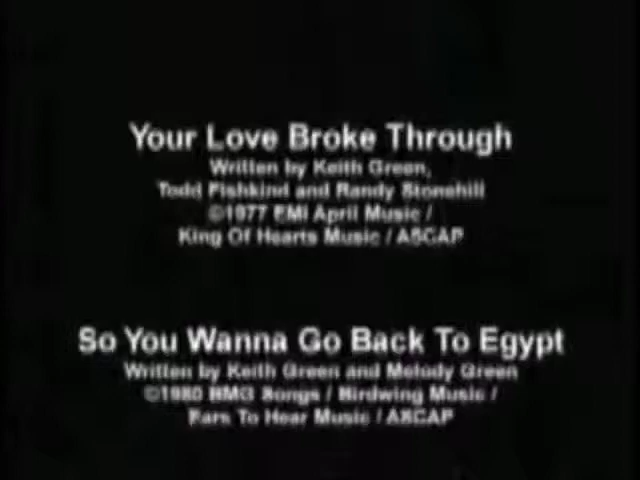 Your Love Broke Through
Written by Keith Green,
Todd Fishkind and Randy Stonehill
©1977 EMI April Music /
King Of Hearts Music / ASCAP
So You Wanna Go Back To Egypt
Written by Keith Green and Melody Green
©1980 BMG Songs / Birdwing Music /
Ears To Hear Music / ASCAP